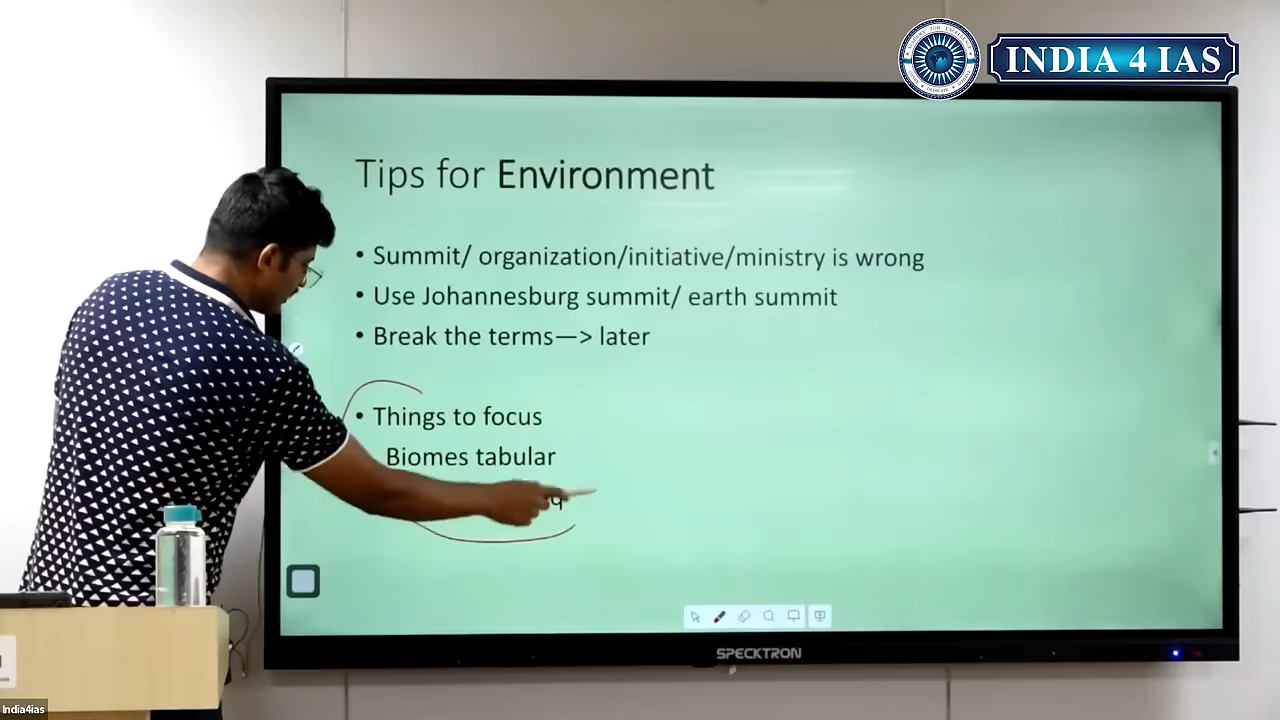 INDIA 4 IAS
Tips for Environment
• Summit/ organization/initiative/ministry is wrong
• Use Johannesburg summit/ earth summit
• Break the terms—> later
• Things to focus
Biomes tabular
SPECKTRON
India4ias